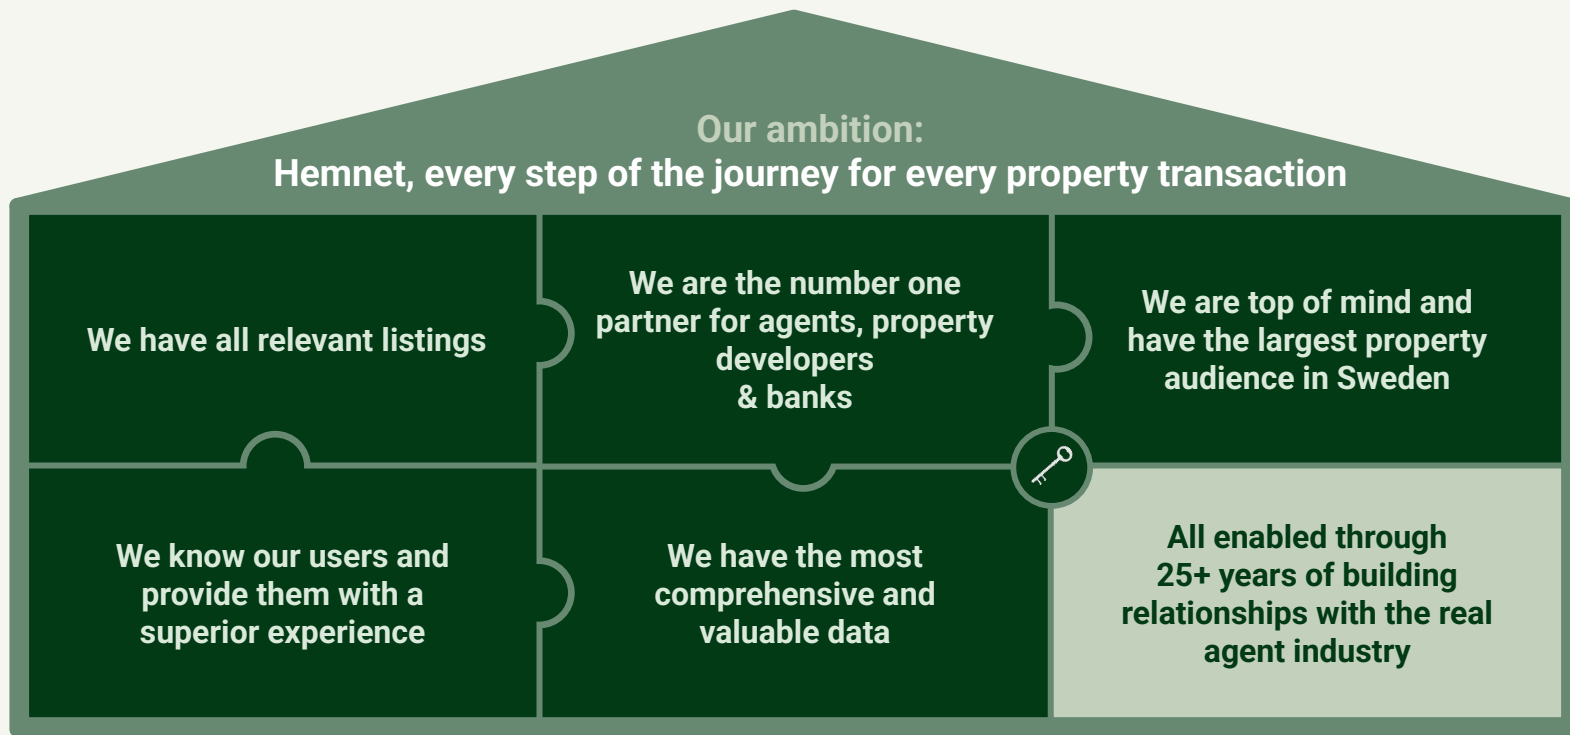 Our ambition:
Hemnet, every step of the journey for every property transaction
We have all relevant listings
We are the number one
partner for agents, property
developers
& banks
We are top of mind and
have the largest property
audience in Sweden
We know our users and
provide them with a
superior experience
We have the most
comprehensive and
valuable data
All enabled through
25+ years of building
relationships with the real
agent industry